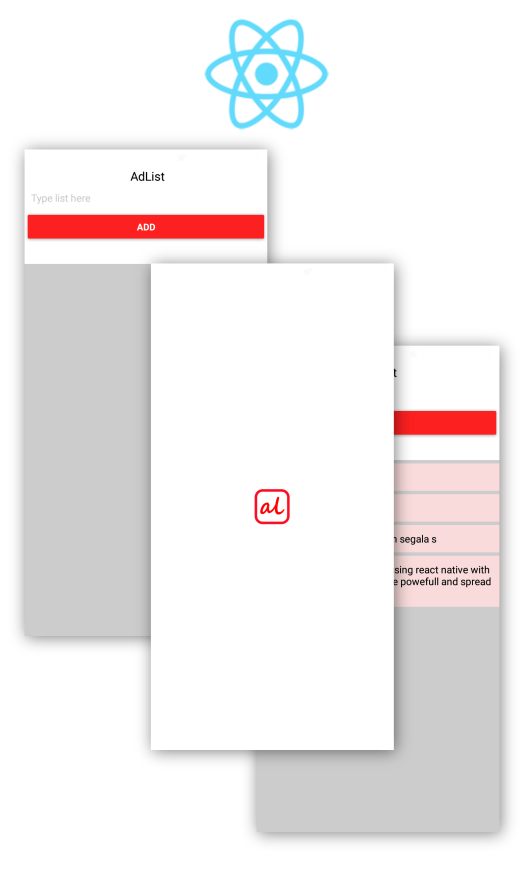 AdList
Type list here
ADD
al
t
n segala s
sing react native with
e powefull and spread